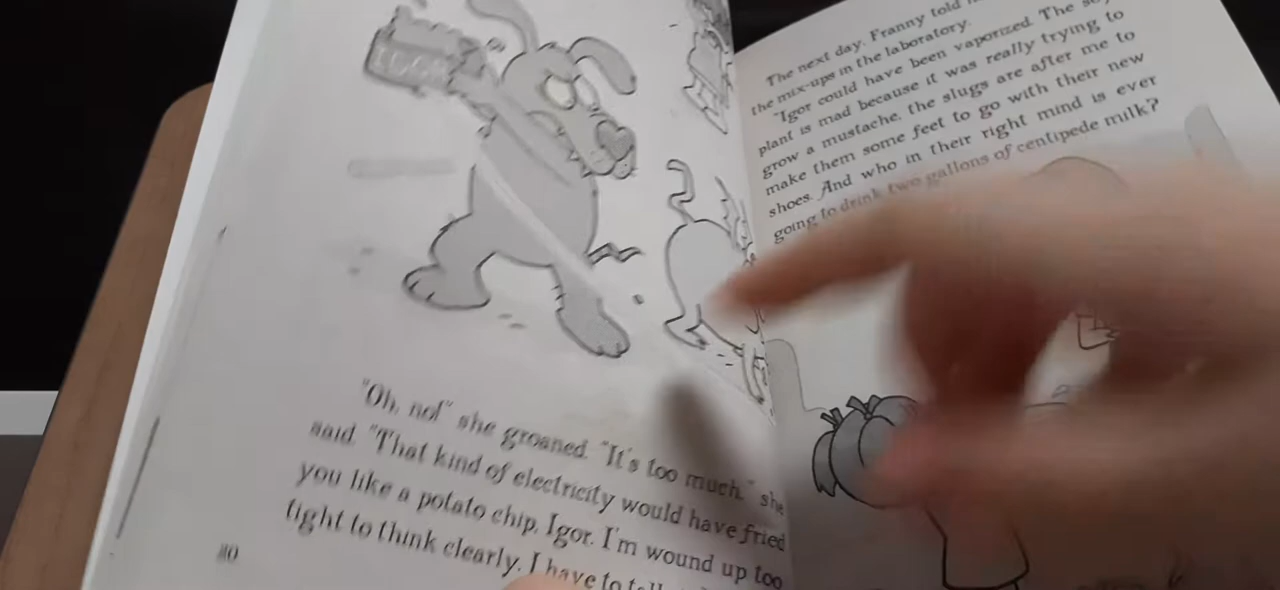 "Oh, no!" she groaned. "It's too much," she
said. "That kind of electricity would have fried
you like a potato chip, Igor. I'm wound up too
tight to think clearly. I have to
The next day, Franny told
the mix-ups in the laboratory.
"Igor could have been vaporized. The
plant is mad because it was really trying to
grow a mustache, the slugs are after me to
make them some feet to go with their new
shoes. And who in their right mind is ever
going to drink two gallons of centipede milk?